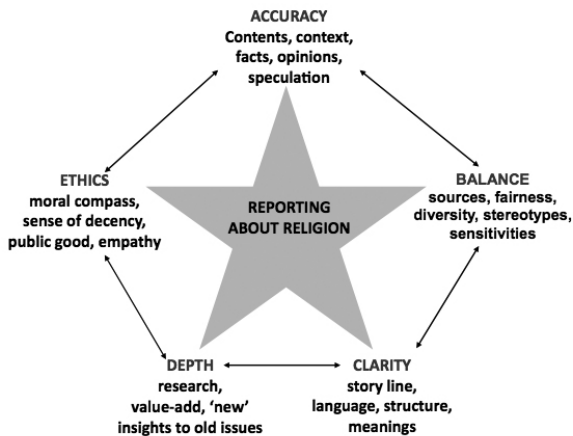 ACCURACY
Contents, context,
facts, opinions,
speculation
ETHICS
moral compass,
sense of decency,
public good, empathy
REPORTING
ABOUT RELIGION
BALANCE
sources, fairness,
diversity, stereotypes,
sensitivities
DEPTH
research,
value-add, ‘new’
insights to old issues
CLARITY
story line,
language, structure,
meanings